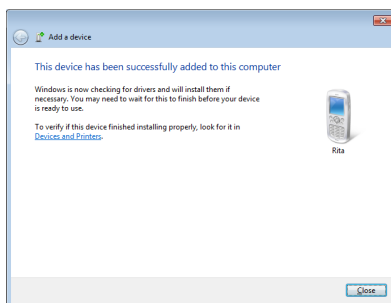 Add a device
This device has been successfully added to this computer
Windows is now checking for drivers and will install them if
necessary. You may need to wait for this to finish before your device
is ready to use.
To verify if this device finished installing properly, look for it in
Devices and Printers.
Rita
Close